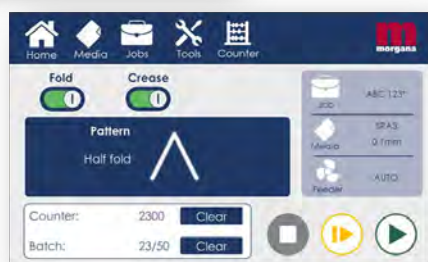 Home Media Jobs Tools Counter
morgana
Fold Crease
Pattern
Half fold
Job ABC 123*
Media SRA3
0.1mm
Feeder AUTO
Counter: 2300 Clear
Batch: 23/50 Clear